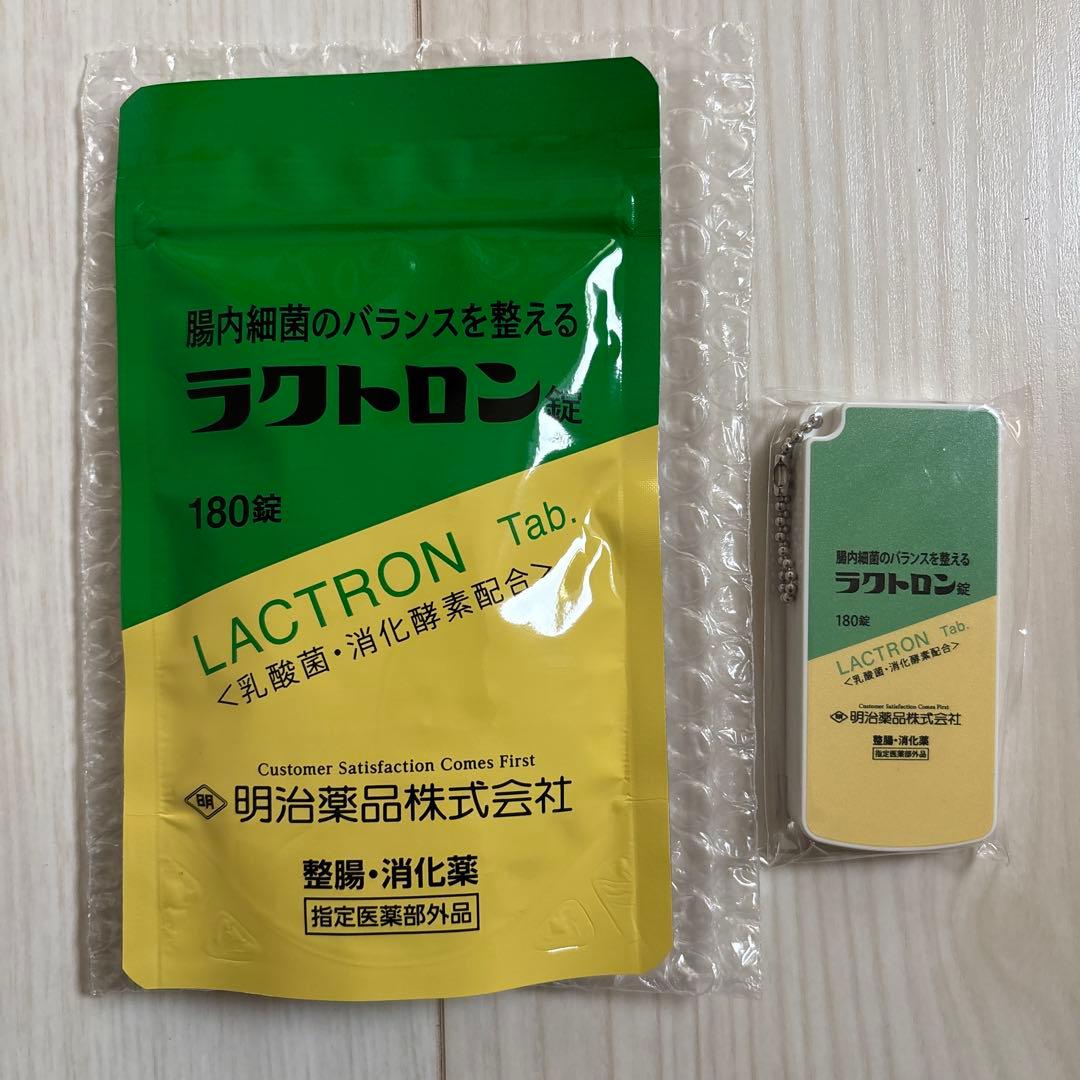 腸内細菌のバランスを整える
ラクトロン錠
180錠
LACTRON Tab.
<乳酸菌・消化酵素配合>
Customer Satisfaction Comes First
明 明治薬品株式会社
整腸・消化薬
指定医薬部外品
腸内細菌のバランスを整える
ラクトロン錠
180錠
LACTRON Tab.
<乳酸菌・消化酵素配合>
Customer Satisfaction Comes First
明 明治薬品株式会社
整腸・消化薬
指定医薬部外品